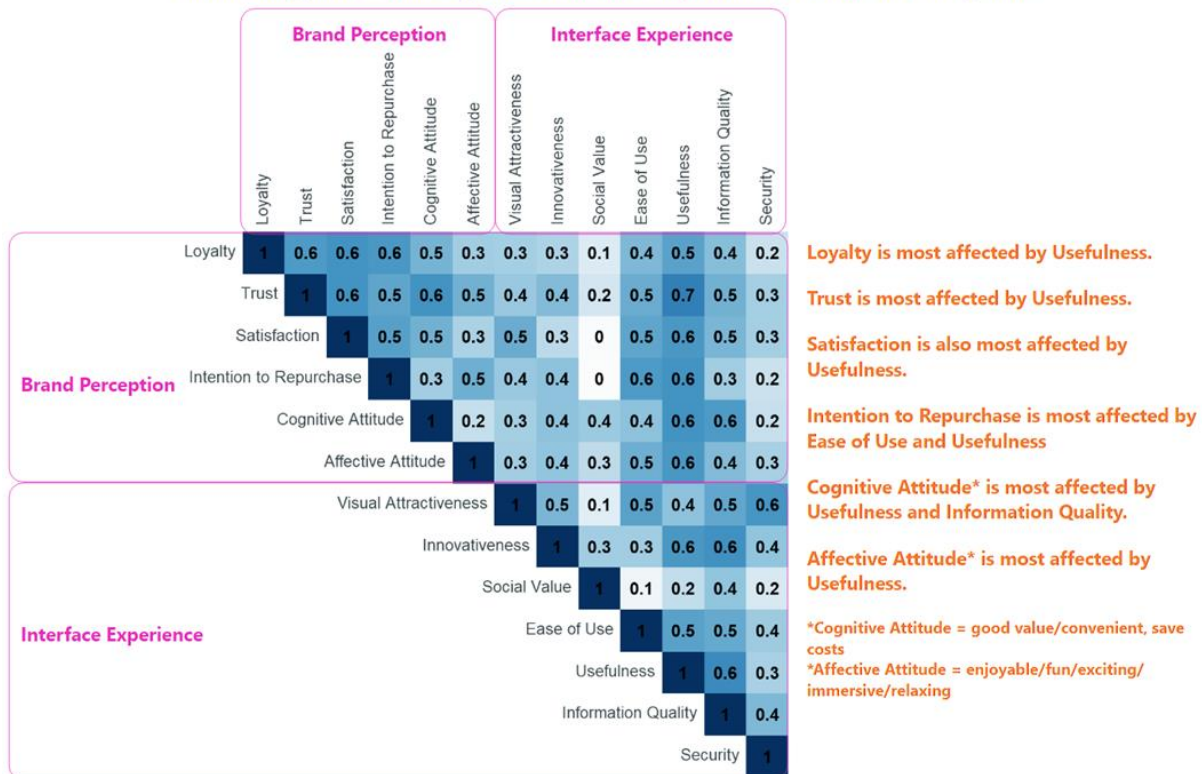 Brand Perception
Interface Experience
Loyalty
Trust
Satisfaction
Intention to Repurchase
Cognitive Attitude
Affective Attitude
Visual Attractiveness
Innovativeness
Social Value
Ease of Use
Usefulness
Information Quality
Security
Brand Perception
Loyalty 1 0.6 0.6 0.6 0.5 0.3 0.3 0.3 0.1 0.4 0.5 0.4 0.2
Trust 1 0.6 0.5 0.6 0.5 0.4 0.4 0.2 0.5 0.7 0.5 0.3
Satisfaction 1 0.5 0.5 0.3 0.5 0.3 0 0.5 0.6 0.5 0.3
Intention to Repurchase 1 0.3 0.5 0.4 0.4 0 0.6 0.6 0.3 0.2
Cognitive Attitude 1 0.2 0.3 0.4 0.4 0.4 0.6 0.6 0.2
Affective Attitude 1 0.3 0.4 0.3 0.5 0.6 0.4 0.3
Interface Experience
Visual Attractiveness 1 0.5 0.1 0.5 0.4 0.5 0.6
Innovativeness 1 0.3 0.3 0.6 0.6 0.4
Social Value 1 0.1 0.2 0.4 0.2
Ease of Use 1 0.5 0.5 0.4
Usefulness 1 0.6 0.3
Information Quality 1 0.4
Security 1
Loyalty is most affected by Usefulness.
Trust is most affected by Usefulness.
Satisfaction is also most affected by
Usefulness.
Intention to Repurchase is most affected by
Ease of Use and Usefulness
Cognitive Attitude* is most affected by
Usefulness and Information Quality.
Affective Attitude* is most affected by
Usefulness.
*Cognitive Attitude = good value/convenient, save
costs
*Affective Attitude = enjoyable/fun/exciting/
immersive/relaxing